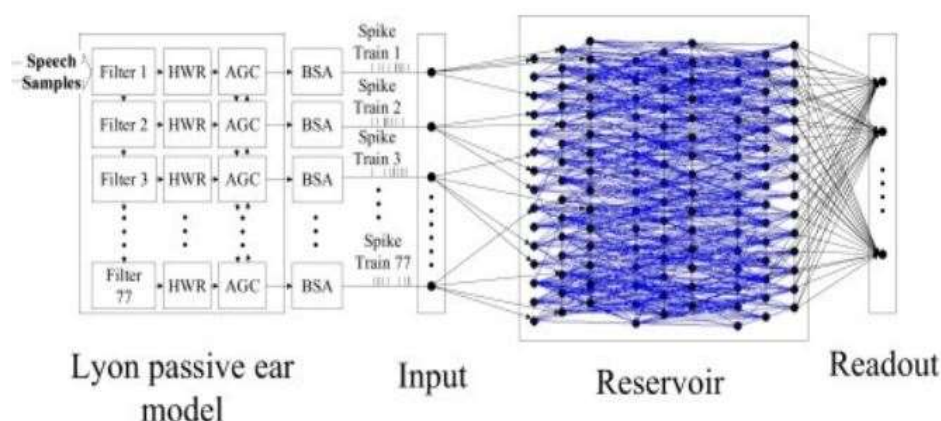 Speech
Samples
Filter 1
HWR
AGC
BSA
Spike
Train 1
Filter 2
HWR
AGC
BSA
Spike
Train 2
Filter 3
HWR
AGC
BSA
Spike
Train 3
Filter
77
HWR
AGC
BSA
Spike
Train 77
Lyon passive ear
model
Input
Reservoir
Readout